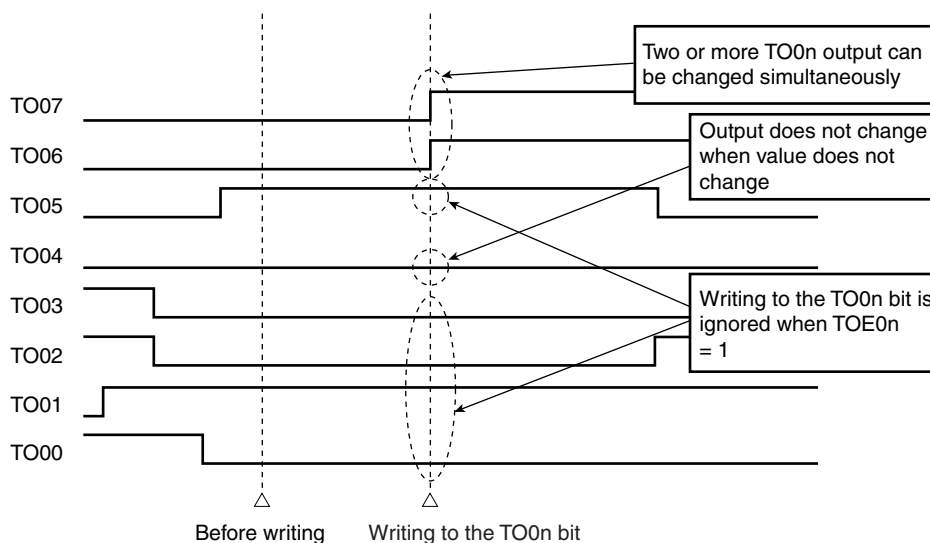 Two or more TO0n output can
be changed simultaneously
TO07
Output does not change
when value does not
change
TO06
TO05
TO04
Writing to the TO0n bit is
ignored when TOE0n
= 1
TO03
TO02
TO01
TO00
Before writing
Writing to the TO0n bit